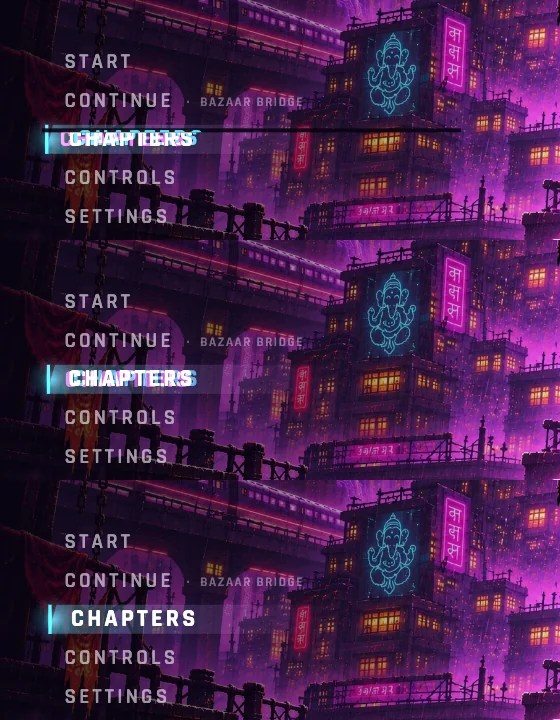 START
CONTINUE · BAZAAR BRIDGE
CHAPTERS
CONTROLS
SETTINGS
START
CONTINUE · BAZAAR BRIDGE
CHAPTERS
CONTROLS
SETTINGS
START
CONTINUE · BAZAAR BRIDGE
CHAPTERS
CONTROLS
SETTINGS